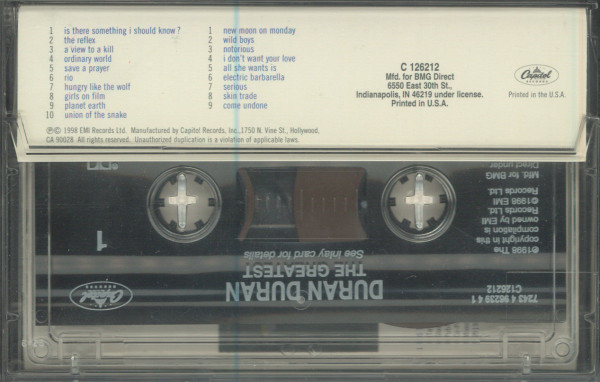 1 is there something i should know?
2 the reflex
3 a view to a kill
4 ordinary world
5 save a prayer
6 rio
7 hungry like the wolf
8 girls on film
9 planet earth
10 union of the snake
1 new moon on monday
2 wild boys
3 notorious
4 i don't want your love
5 all she wants is
6 electric barbarella
7 serious
8 skin trade
9 come undone
C 126212
Mfd. for BMG Direct
6550 East 30th St.,
Indianapolis, IN 46219 under license.
Printed in U.S.A.
Capitol
Printed in U.S.A.
℗© 1998 EMI Records Ltd. Manufactured by Capitol Records, Inc.,1750 N. Vine St., Hollywood,
CA 90028. All rights reserved. Unauthorized duplication is a violation of applicable laws.
7243 4 96239 4 1
C126212
DURAN DURAN
THE GREATEST
See inlay card for details
Capitol
1
℗1998 The
copyright in this
compilation is
owned by EMI
Records Ltd.
©1998 EMI
Records Ltd.
Mfd. for BMG
Direct under